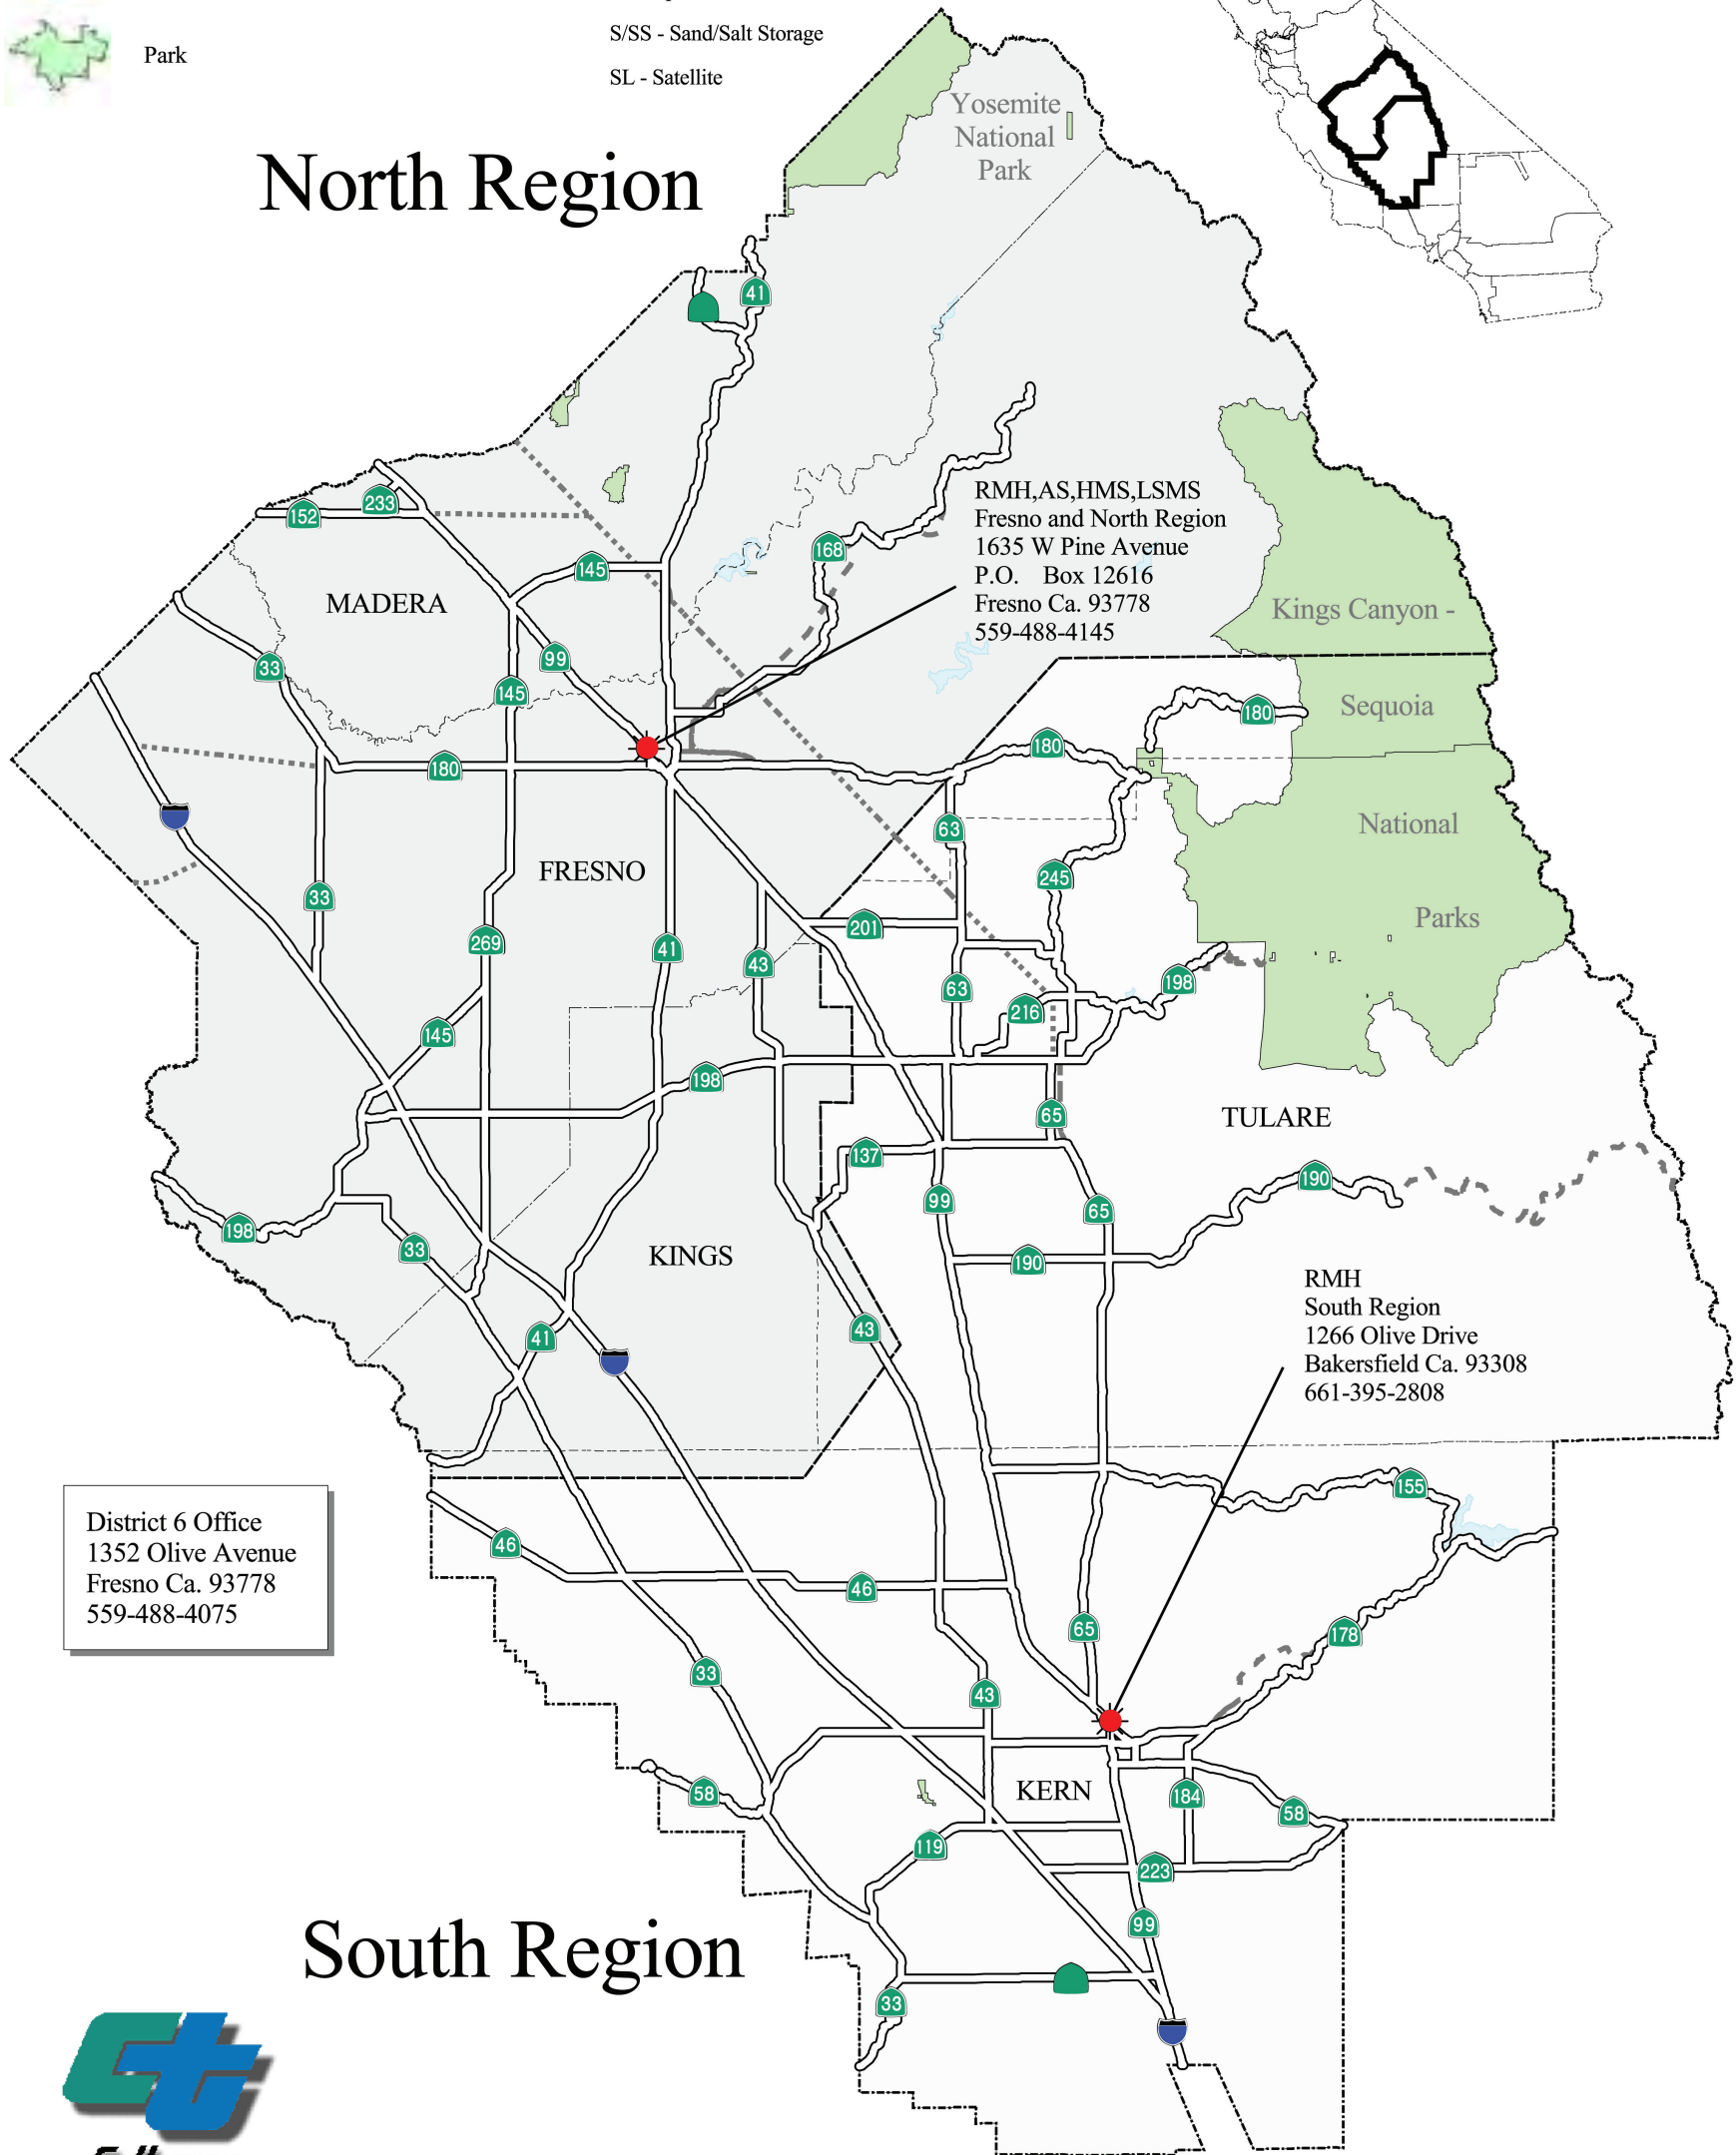 S/SS - Sand/Salt Storage
Park
SL - Satellite
Yosemite
National
Park
North Region
41
RMH,AS,HMS,LSMS
Fresno and North Region
1635 W Pine Avenue
P.O. Box 12616
Fresno Ca. 93778
559-488-4145
233
152
168
145
MADERA
Kings Canyon -
99
33
145
Sequoia
180
180
180
National
63
FRESNO
245
33
Parks
201
269
41
43
198
63
216
145
198
65
TULARE
137
190
99
65
198
33
KINGS
190
RMH
South Region
1266 Olive Drive
Bakersfield Ca. 93308
661-395-2808
43
41
155
District 6 Office
1352 Olive Avenue
Fresno Ca. 93778
559-488-4075
46
46
65
178
33
43
58
KERN
184
58
119
223
99
South Region
33